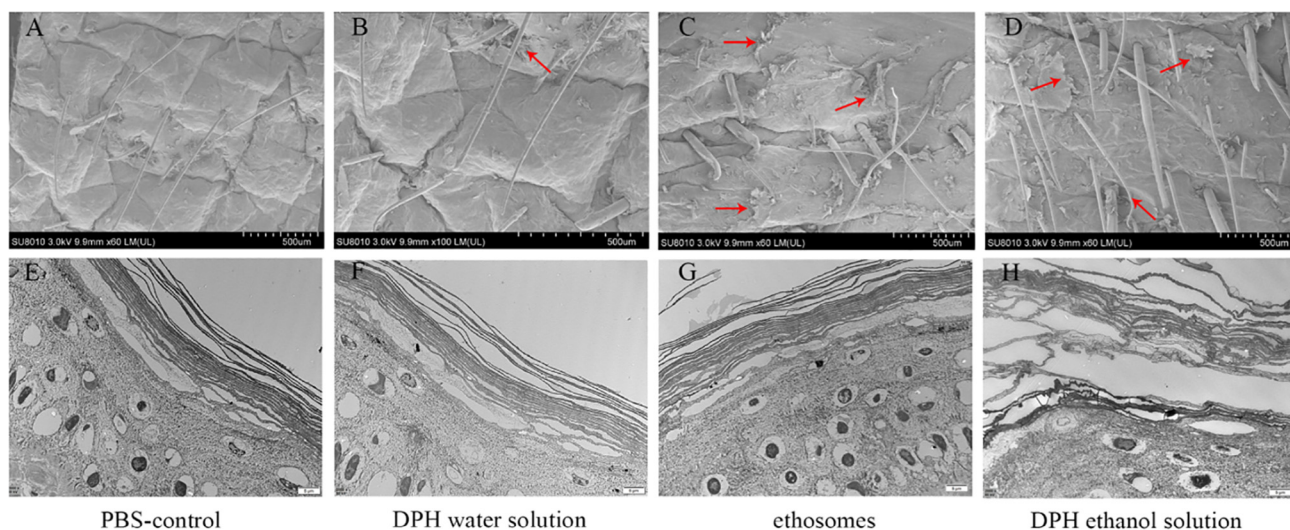 A
B
C
D
SU8010 3.0kV 9.9mm x60 LM(UL) 500um
SU8010 3.0kV 9.9mm x100 LM(UL) 500um
SU8010 3.0kV 9.9mm x60 LM(UL) 500um
SU8010 3.0kV 9.9mm x60 LM(UL) 500um
E
F
G
H
PBS-control
DPH water solution
ethosomes
DPH ethanol solution